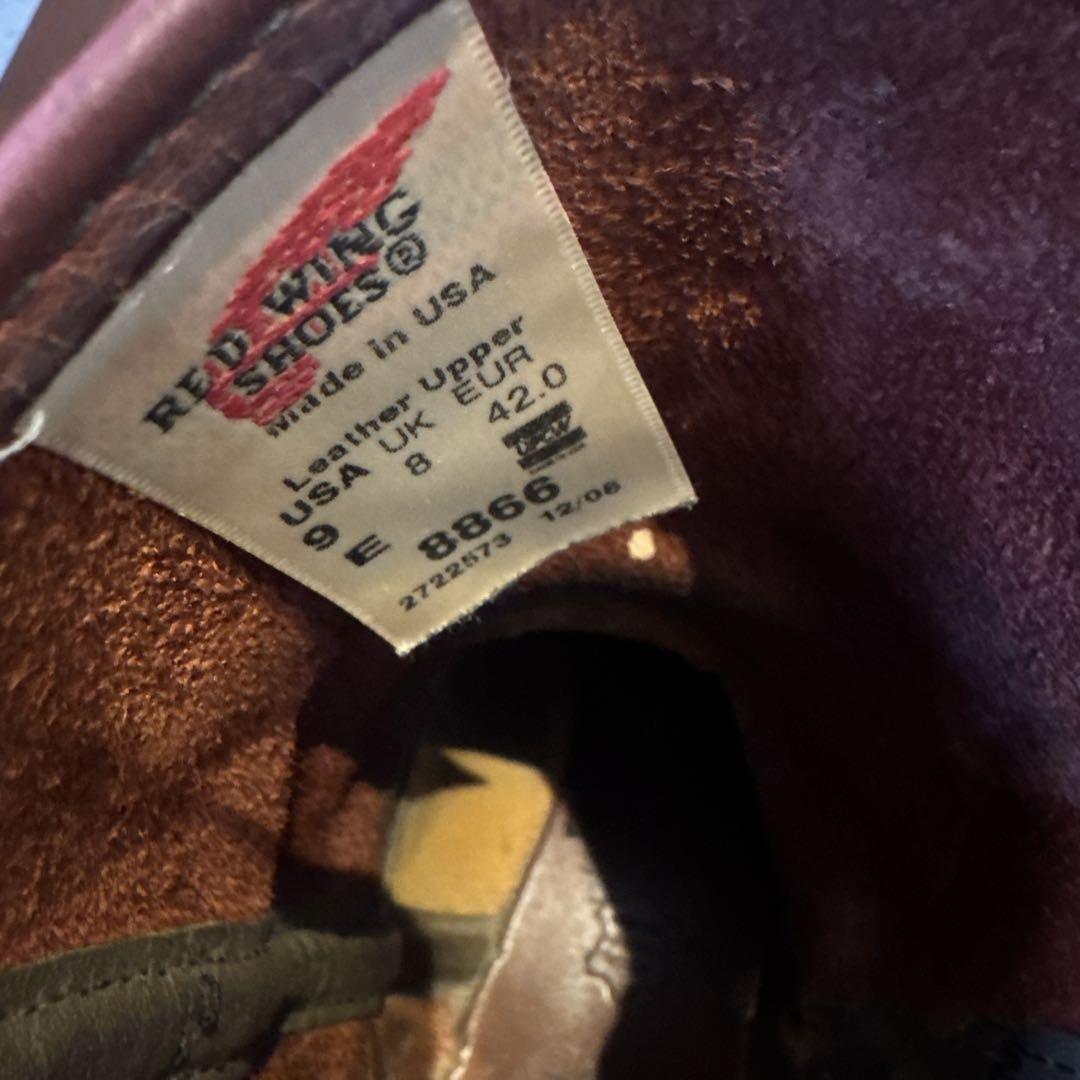 RED WING
SHOES®
Made in USA
Leather Upper
USA UK EUR
9 8 42.0
E 8866
2722573 12/06